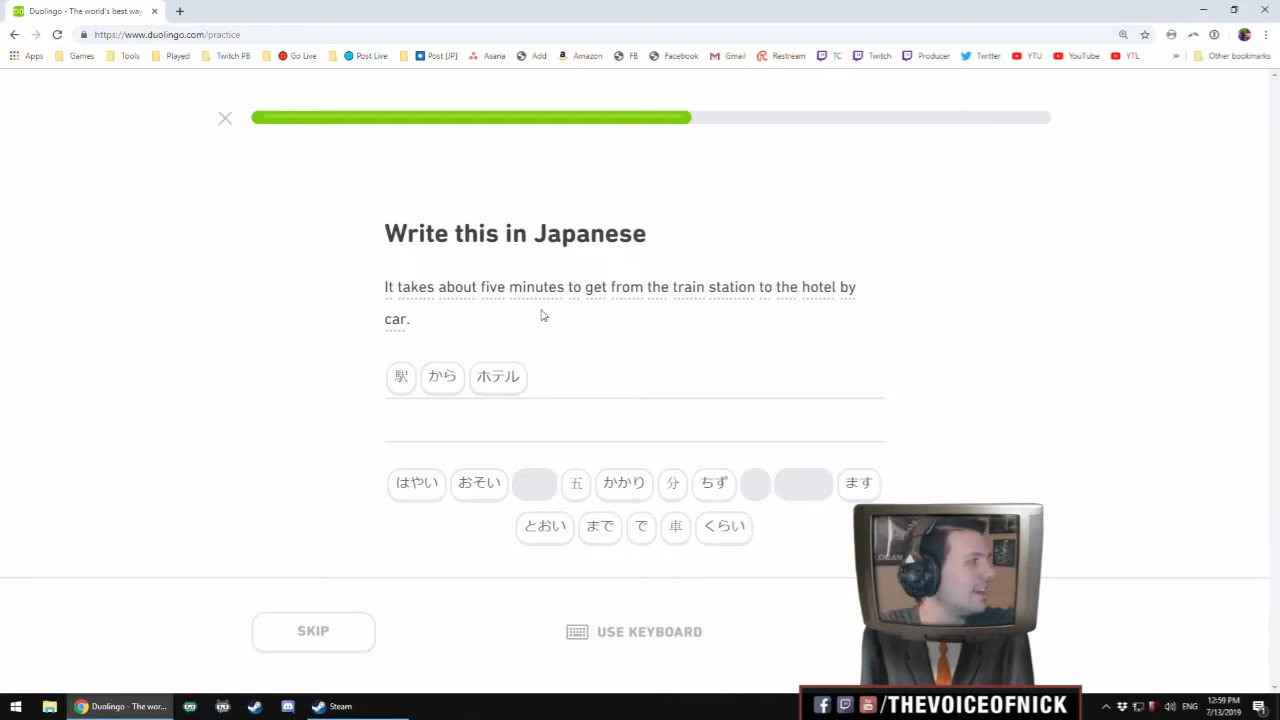 Duolingo - The world's best way
https://www.duolingo.com/practice
Apps Games Tools Played Twitch PB Go Live Post Live Post [JP] Asana Add Amazon FB Facebook Gmail Restream TC Twitch Producer Twitter YTU YouTube YTL » Other bookmarks
Write this in Japanese
It takes about five minutes to get from the train station to the hotel by
car.
駅 から ホテル
はやい おそい 五 かかり 分 ちず ます
とおい まで で 車 くらい
SKIP
USE KEYBOARD
/THEVOICEOFNICK
Duolingo - The wor...
Steam
ENG
12:59 PM
7/13/2019